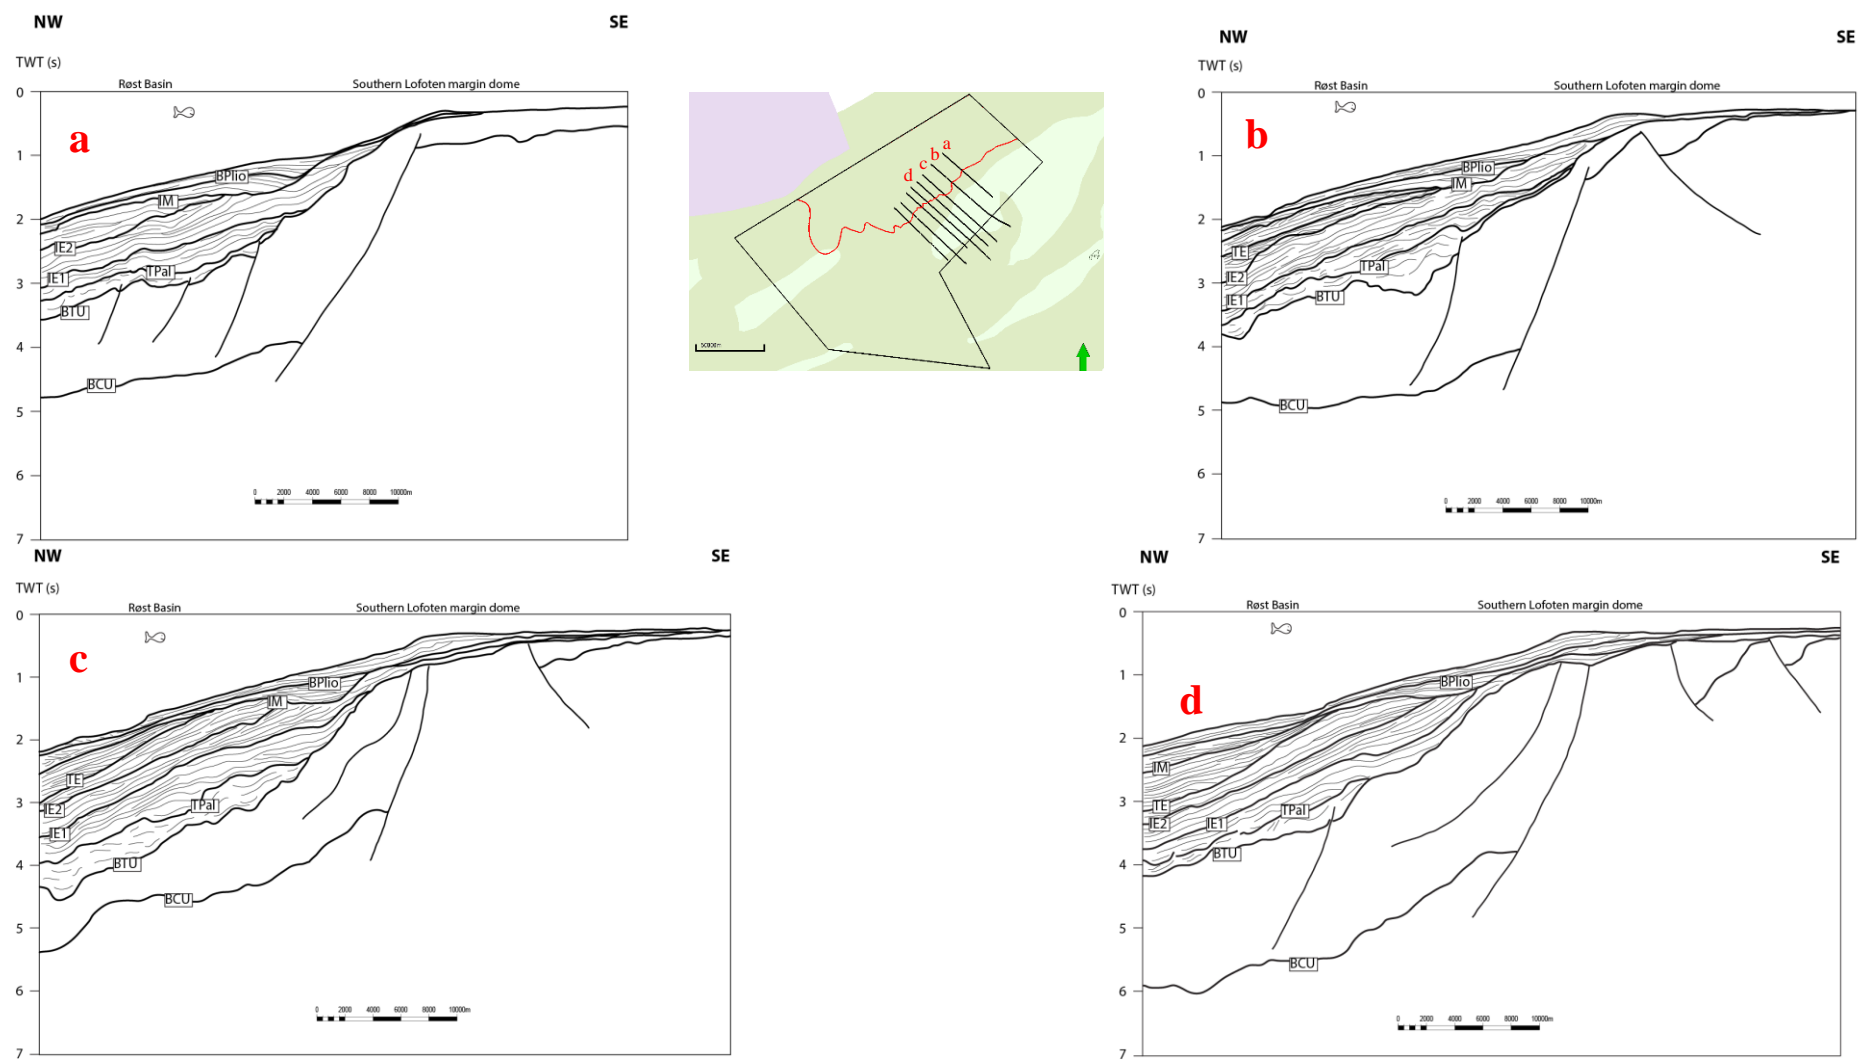 NW SE
TWT (s)
Røst Basin Southern Lofoten margin dome
0
a
1
BPlio
IM
2
IE2
TPal
IE1
3
BTU
4
BCU
5
6
0 2000 4000 6000 8000 10000m
7
a
b
c
d
50000m
NW SE
TWT (s)
Røst Basin Southern Lofoten margin dome
0
b
1
BPlio
IM
2
TE
TPal
IE2
3
IE1
BTU
4
BCU
5
6
0 2000 4000 6000 8000 10000m
7
NW SE
TWT (s)
Røst Basin Southern Lofoten margin dome
0
c
1
BPlio
IM
2
TE
3
TPal
IE2
IE1
4
BTU
BCU
5
6
0 2000 4000 6000 8000 10000m
7
NW SE
TWT (s)
Røst Basin Southern Lofoten margin dome
0
1
BPlio
d
2
IM
3
TE
TPal
IE2
IE1
BTU
4
5
BCU
6
0 2000 4000 6000 8000 10000m
7